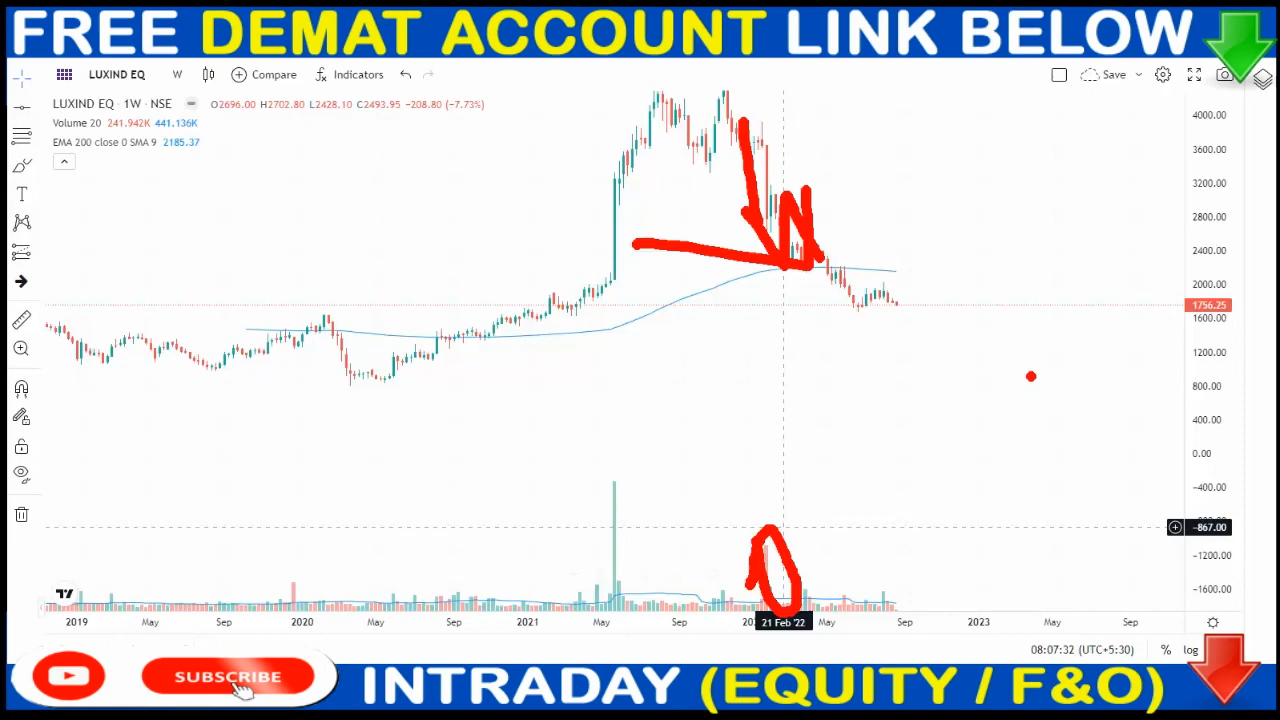 FREE DEMAT ACCOUNT LINK BELOW
LUXIND EQ W Compare Indicators Save
LUXIND EQ 1W NSE O2696.00 H2702.80 L2428.10 C2493.95 -208.80 (-7.73%)
Volume 20 241.942K 441.136K
EMA 200 close 0 SMA 9 2185.37
4000.00
3600.00
3200.00
2800.00
2400.00
2000.00
1756.25
1600.00
1200.00
800.00
400.00
0.00
-400.00
-867.00
-1200.00
-1600.00
2019 May Sep 2020 May Sep 2021 May Sep 21 Feb '22 May Sep 2023 May Sep
08:07:32 (UTC+5:30) % log
SUBSCRIBE
INTRADAY (EQUITY / F&O)